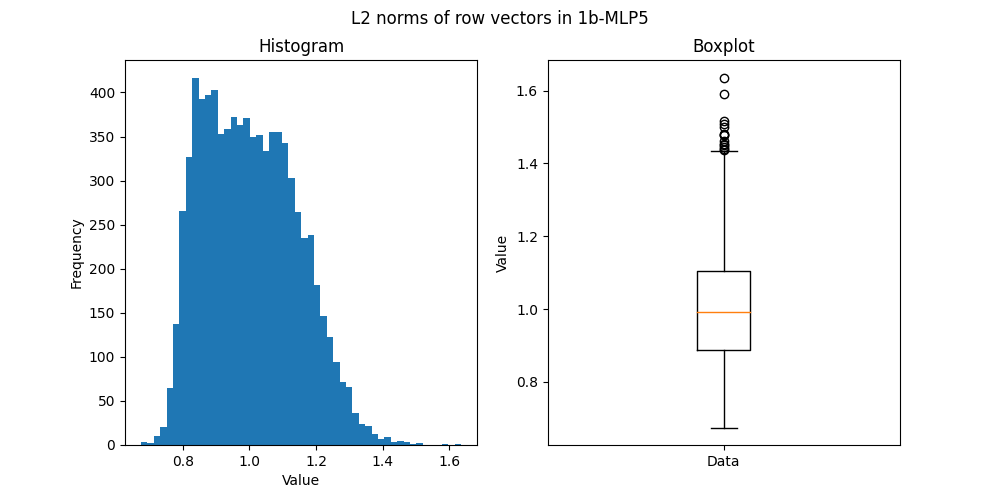 L2 norms of row vectors in 1b-MLP5
Histogram
Frequency
400
350
300
250
200
150
100
50
0
0.8 1.0 1.2 1.4 1.6
Value
Boxplot
Value
1.6
1.4
1.2
1.0
0.8
Data